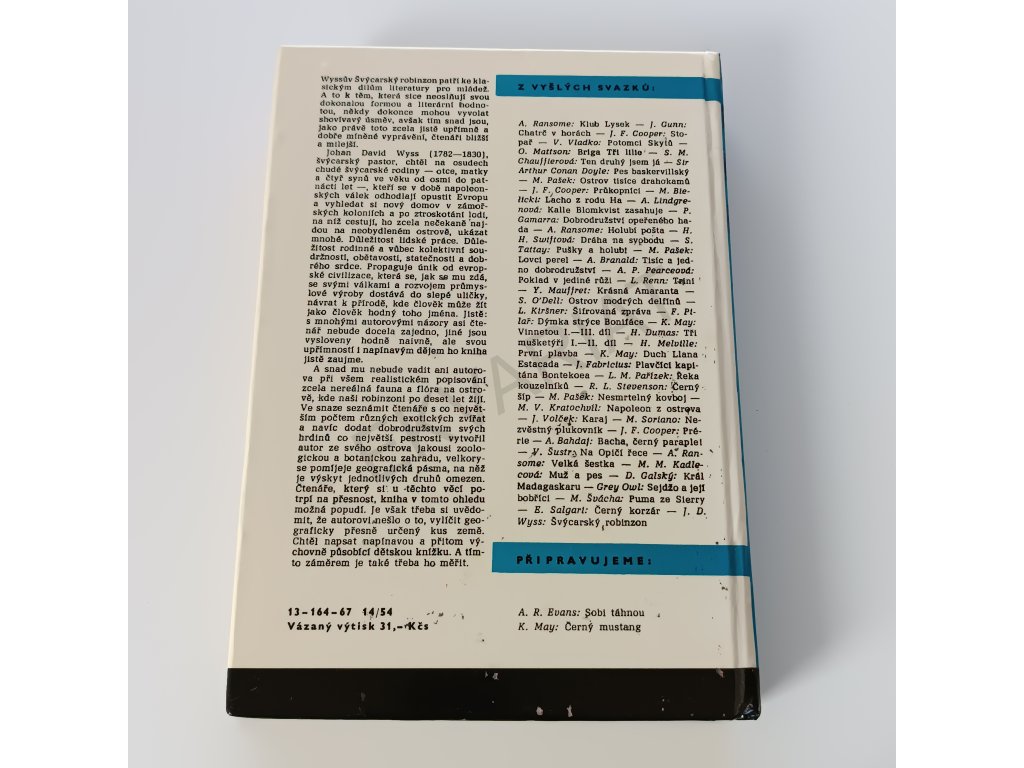 Wyssův Švýcarský robinzon patří ke kla-
sickým dílům literatury pro mládež.
A to k těm, která sice neoslňují svou
dokonalou formou a literární hodno-
tou, někdy dokonce mohou vyvolat
shovívavý úsměv, avšak tím snad jsou,
jako právě toto zcela jistě upřímně a
dobře míněné vyprávění, čtenáři bližší
a milejší.
Johan David Wyss (1782—1830),
švýcarský pastor, chtěl na osudech
chudé švýcarské rodiny — otce, matky
a čtyř synů ve věku od osmi do pat-
nácti let —, kteří se v době napoleon-
ských válek odhodlají opustit Evropu
a vyhledat si nový domov v zámoř-
ských koloniích a po ztroskotání lodi,
na níž cestují, ho zcela nečekaně naj-
dou na neobydleném ostrově, ukázat
mnohé. Důležitost lidské práce. Důle-
žitost rodinné a vůbec kolektivní sou-
držnosti, obětavosti, statečnosti a dob-
rého srdce. Propaguje únik od evrop-
ské civilizace, která se, jak se mu zdá,
se svými válkami a rozvojem průmys-
lové výroby dostává do slepé uličky,
návrat k přírodě, kde člověk může žít
jako člověk hodný toho jména. Jistě:
s mnohými autorovými názory asi čte-
nář nebude docela zajedno, jiné jsou
vysloveny hodně naivně, ale svou
upřímností i napínavým dějem ho kniha
jistě zaujme.
A snad mu nebude vadit ani autoro-
va při všem realistickém popisování
zcela nereálná fauna a flóra na ostro-
vě, kde naši robinzoni po deset let žijí.
Ve snaze seznámit čtenáře s co největ-
ším počtem různých exotických zvířat
a navíc dodat dobrodružstvím svých
hrdinů co největší pestrosti vytvořil
autor ze svého ostrova jakousi zoolo-
gickou a botanickou zahradu, velkory-
se pomíjeje geografická pásma, na něž
je výskyt jednotlivých druhů omezen.
Čtenáře, který si u těchto věcí po-
trpí na přesnost, kniha v tomto ohledu
možná popudí. Je však třeba si uvědo-
mit, že autorovi nešlo o to, vylíčit geo-
graficky přesně určený kus země.
Chtěl napsat napínavou a přitom vý-
chovně působící dětskou knížku. A tím-
to záměrem je také třeba ho měřit.
13–164–67 14/54
Vázaný výtisk 31,– Kčs
Z VYŠLÝCH SVAZKŮ:
A. Ransome: Klub Lysek — J. Gunn:
Chatrč v horách — J. F. Cooper: Sto-
pař — V. Vladko: Potomci Skytů —
O. Mattson: Briga Tři lilie — S. M.
Chauffierová: Ten druhý jsem já — Sir
Arthur Conan Doyle: Pes baskervillský
— M. Pašek: Ostrov tisíce drahokamů
— J. F. Cooper: Průkopníci — M. Bie-
licki: Lacho z rodu Ha — A. Lindgre-
nová: Kalle Blomkvist zasahuje — P.
Gamarra: Dobrodružství opeřeného ha-
da — A. Ransome: Holubí pošta — H.
H. Swiftová: Dráha na svobodu — S.
Tattay: Pušky a holubi — M. Pašek:
Lovci perel — A. Branald: Tisíc a jed-
no dobrodružství — A. P. Pearceová:
Poklad v jediné růži — L. Renn: Trini
— Y. Mauffret: Krásná Amaranta —
S. O'Dell: Ostrov modrých delfínů —
L. Kiršner: Šifrovaná zpráva — F. Pi-
lař: Dýmka strýce Bonifáce — K. May:
Vinnetou I.—III. díl — H. Dumas: Tři
mušketýři I.—II. díl — H. Melville:
První plavba — K. May: Duch Llana
Estacada — J. Fabricius: Plavčíci kapi-
tána Bontekoea — L. M. Pařízek: Řeka
kouzelníků — R. L. Stevenson: Černý
šíp — M. Pašek: Nesmrtelný kovboj —
M. V. Kratochvíl: Napoleon z ostrova
— J. Volček: Karaj — M. Soriano: Ne-
zvěstný plukovník — J. F. Cooper: Pré-
rie — A. Bahdaj: Bacha, černý paraple!
— V. Šustr: Na Opičí řece — A. Ran-
some: Velká šestka — M. M. Kadle-
cová: Muž a pes — D. Galský: Král
Madagaskaru — Grey Owl: Sejdžo a její
bobříci — M. Švácha: Puma ze Sierry
— E. Salgari: Černý korzár — J. D.
Wyss: Švýcarský robinzon
PŘIPRAVUJEME:
A. R. Evans: Sobi táhnou
K. May: Černý mustang